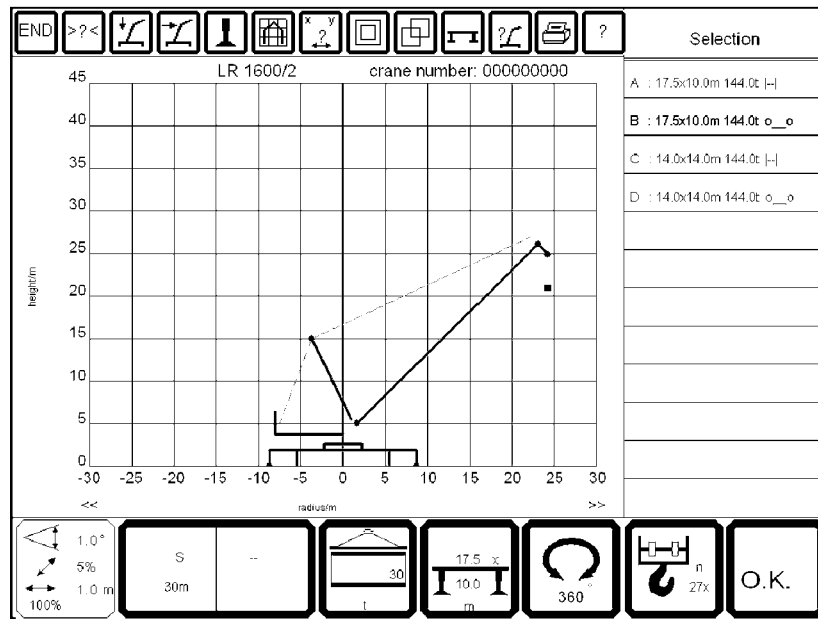 END >?< ? x y ? ? ?
Selection
LR 1600/2 crane number: 000000000
A : 17.5x10.0m 144.0t |--|
B : 17.5x10.0m 144.0t o__o
C : 14.0x14.0m 144.0t |--|
D : 14.0x14.0m 144.0t o__o
height/m
45
40
35
30
25
20
15
10
5
0
-30 -25 -20 -15 -10 -5 0 5 10 15 20 25 30
<< radius/m >>
1.0°
5%
1.0 m
100%
S --
30m
30
t
17.5 x
10.0
m
360°
n
27x
O.K.